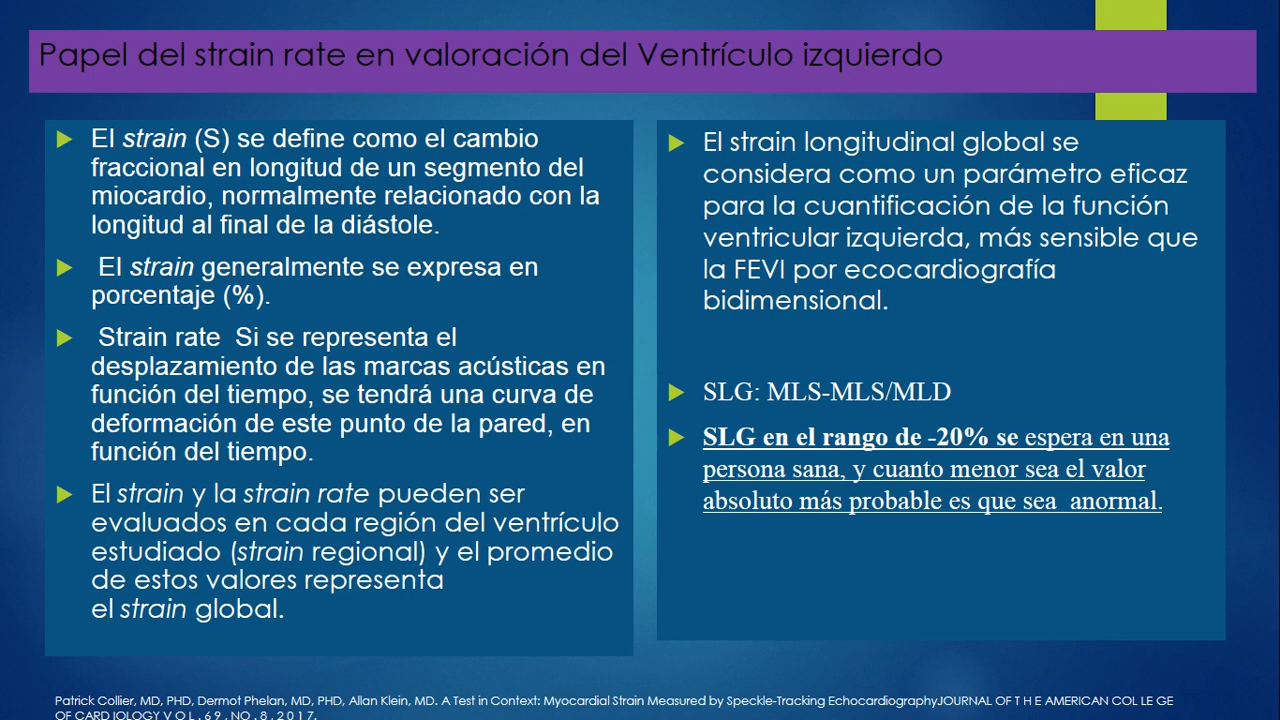 Papel del strain rate en valoración del Ventrículo izquierdo
El strain (S) se define como el cambio
fraccional en longitud de un segmento del
miocardio, normalmente relacionado con la
longitud al final de la diástole.
El strain generalmente se expresa en
porcentaje (%).
Strain rate Si se representa el
desplazamiento de las marcas acústicas en
función del tiempo, se tendrá una curva de
deformación de este punto de la pared, en
función del tiempo.
El strain y la strain rate pueden ser
evaluados en cada región del ventrículo
estudiado (strain regional) y el promedio
de estos valores representa
el strain global.
El strain longitudinal global se
considera como un parámetro eficaz
para la cuantificación de la función
ventricular izquierda, más sensible que
la FEVI por ecocardiografía
bidimensional.
SLG: MLS-MLS/MLD
SLG en el rango de -20% se espera en una
persona sana, y cuanto menor sea el valor
absoluto más probable es que sea anormal.
Patrick Collier, MD, PHD, Dermot Phelan, MD, PHD, Allan Klein, MD. A Test in Context: Myocardial Strain Measured by Speckle-Tracking EchocardiographyJOURNAL OF T H E AMERICAN COL LE GE
OF CARD IOLOGY V O L . 6 9 , NO . 8 , 2 0 1 7.